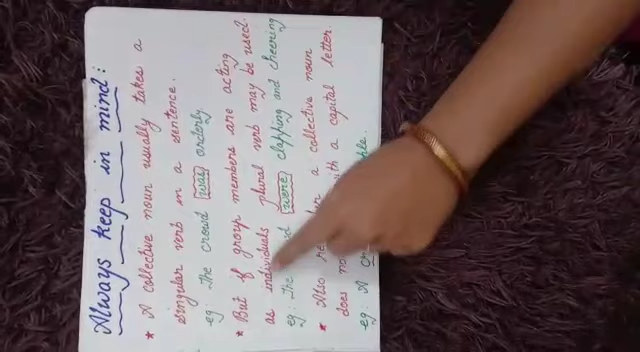 Always keep in mind:
* A collective noun usually takes a
singular verb in a sentence.
eg: The crowd was orderly.
* But if group members are acting
as individuals plural verb may be used.
eg: The were clapping and cheering
* Also a collective noun
does with a capital letter.
eg: A